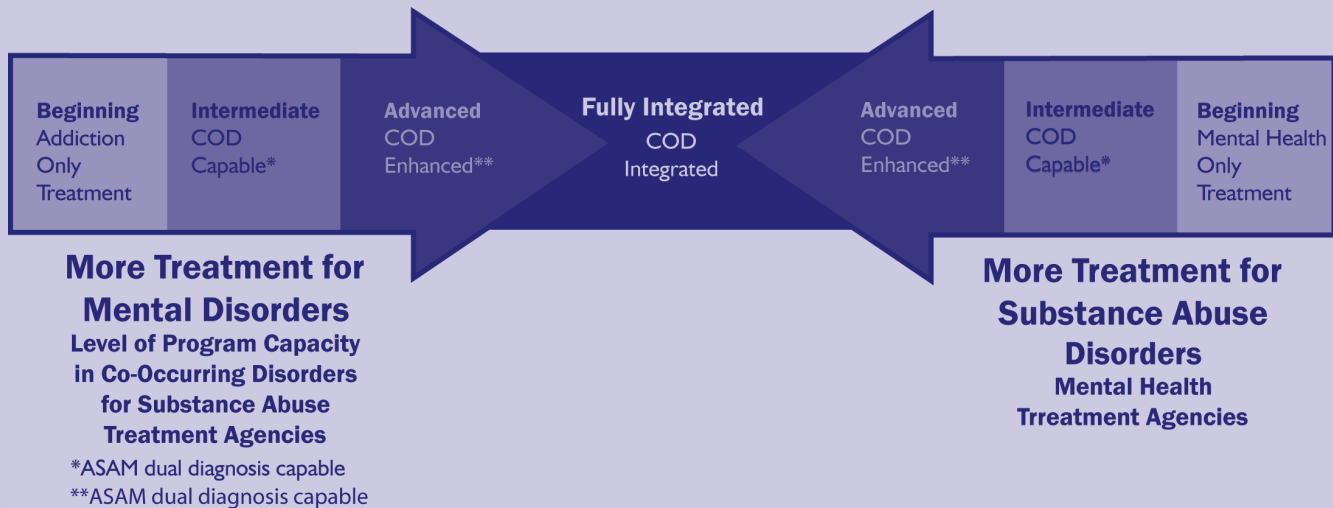 Beginning
Addiction
Only
Treatment
Intermediate
COD
Capable*
Advanced
COD
Enhanced**
Fully Integrated
COD
Integrated
Advanced
COD
Enhanced**
Intermediate
COD
Capable*
Beginning
Mental Health
Only
Treatment
More Treatment for
Mental Disorders
Level of Program Capacity
in Co-Occurring Disorders
for Substance Abuse
Treatment Agencies
*ASAM dual diagnosis capable
**ASAM dual diagnosis capable
More Treatment for
Substance Abuse
Disorders
Mental Health
Trreatment Agencies